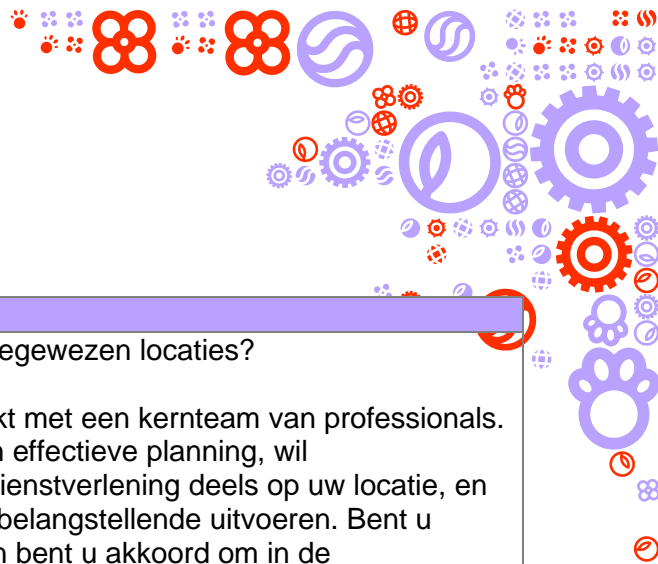 egewezen locaties?
kt met een kernteam van professionals.
effectieve planning, wil
ienstverlening deels op uw locatie, en
belangstellende uitvoeren. Bent u
bent u akkoord om in de